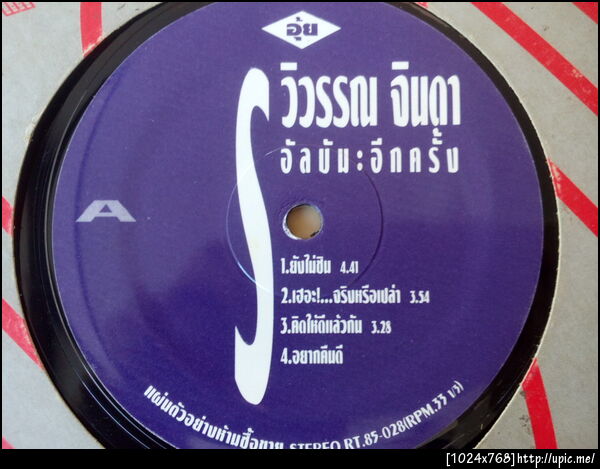 อุ้ย
วิวรรณ จินดา
อัลบัม:อีกครั้ง
A
1.ยังไม่ชิน 4.41
2.เฮอะ!...จริงหรือเปล่า 3.54
3.คิดให้ดีแล้วกัน 3.28
4.อยากคืนดี
แผ่นตัวอย่างห้ามซื้อขาย STEREO RT.85-028(RPM.33 1/3)
[1024x768]http://upic.me/